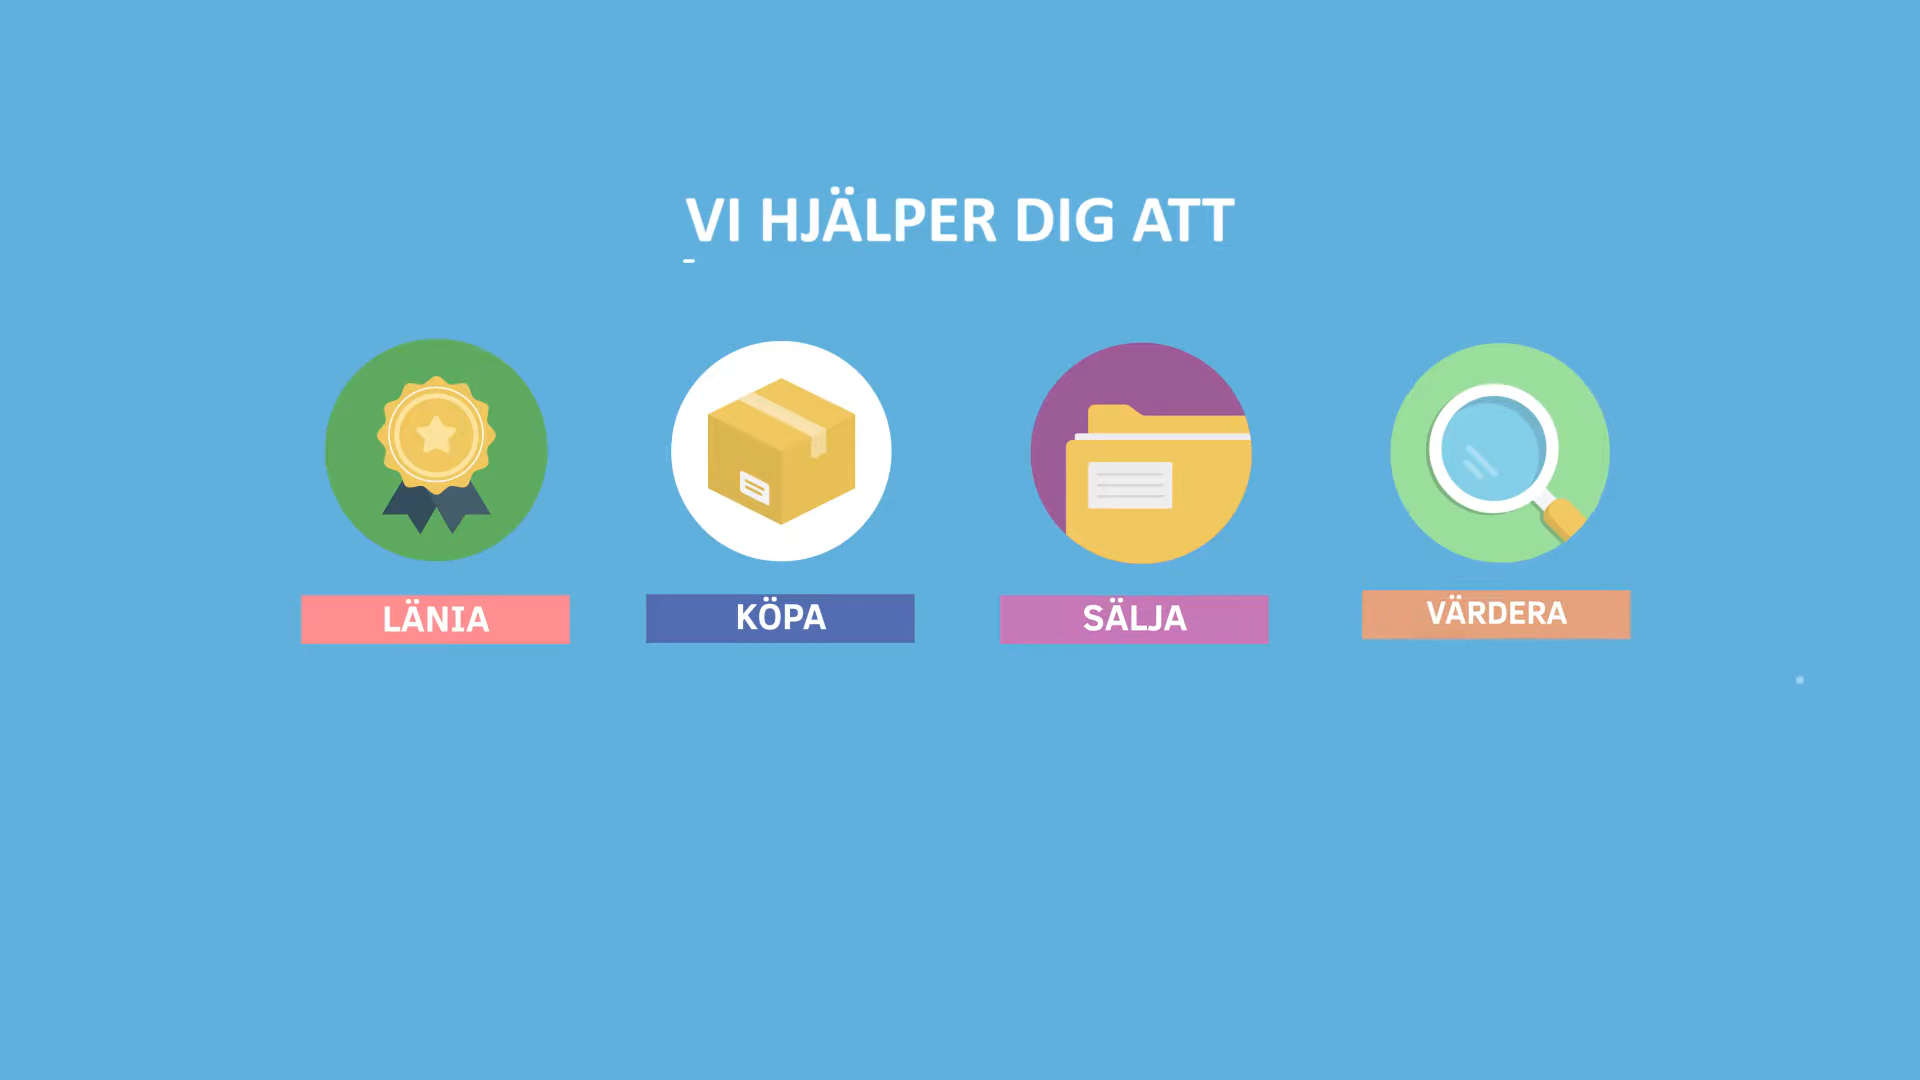 VI HJÄLPER DIG ATT
LÄNIA
KÖPA
SÄLJA
VÄRDERA